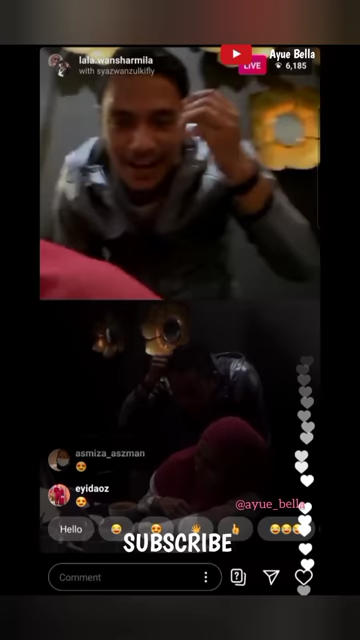 Ayue Bella
lala.wansharmila
with syazwanzulkifly
LIVE
6,185
asmiza_aszman
eyidaoz
@ayue_bella
Hello
SUBSCRIBE
Comment